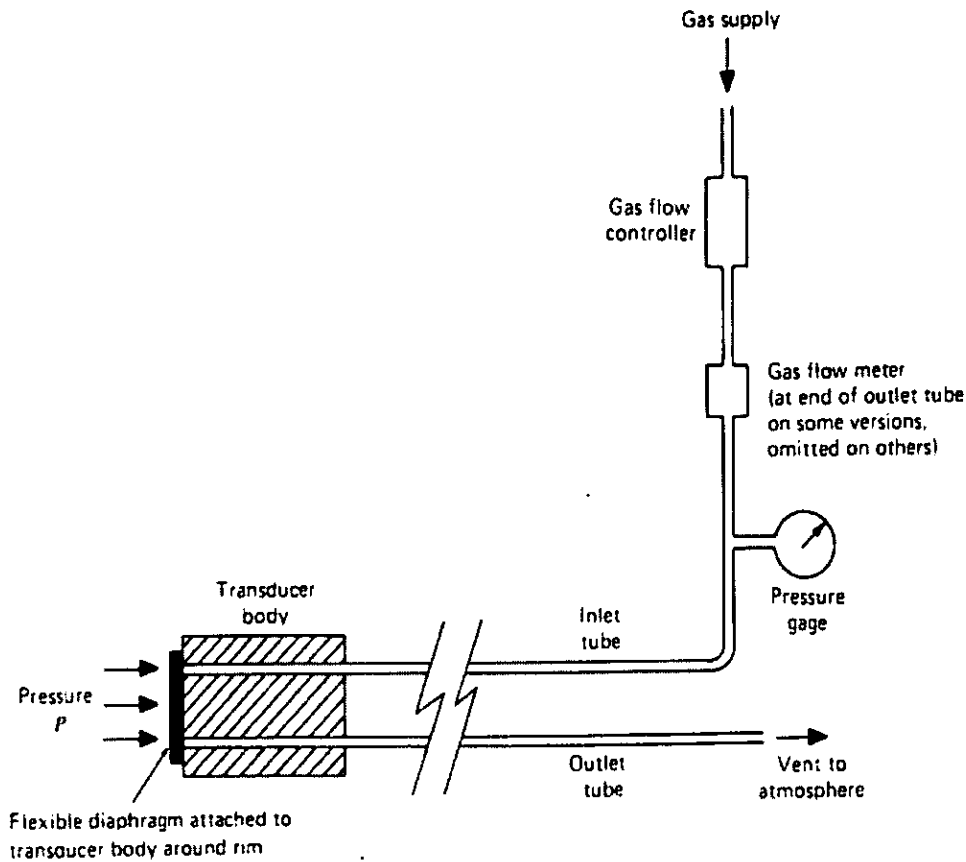 Gas supply
Gas flow
controller
Gas flow meter
(at end of outlet tube
on some versions,
omitted on others)
Pressure
gage
Transducer
body
Inlet
tube
Pressure
P
Outlet
tube
Vent to
atmosphere
Flexible diaphragm attached to
transducer body around rim